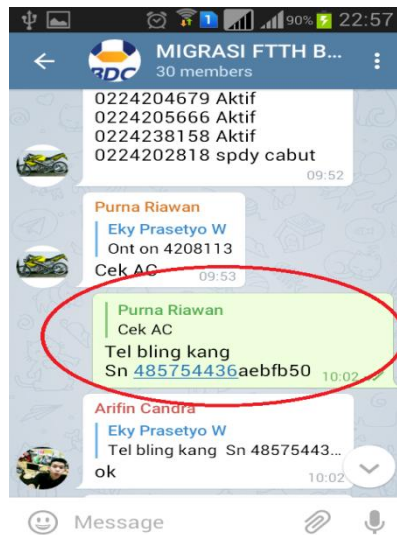 90% 22:57
BDC
MIGRASI FTTH B...
30 members
0224204679 Aktif
0224205666 Aktif
0224238158 Aktif
0224202818 spdy cabut
09:52
Purna Riawan
Eky Prasetyo W
Ont on 4208113
Cek AC
09:53
Purna Riawan
Cek AC
Tel bling kang
Sn 485754436aebfb50
10:02
Arifin Candra
Eky Prasetyo W
Tel bling kang Sn 48575443...
ok
10:02
Message